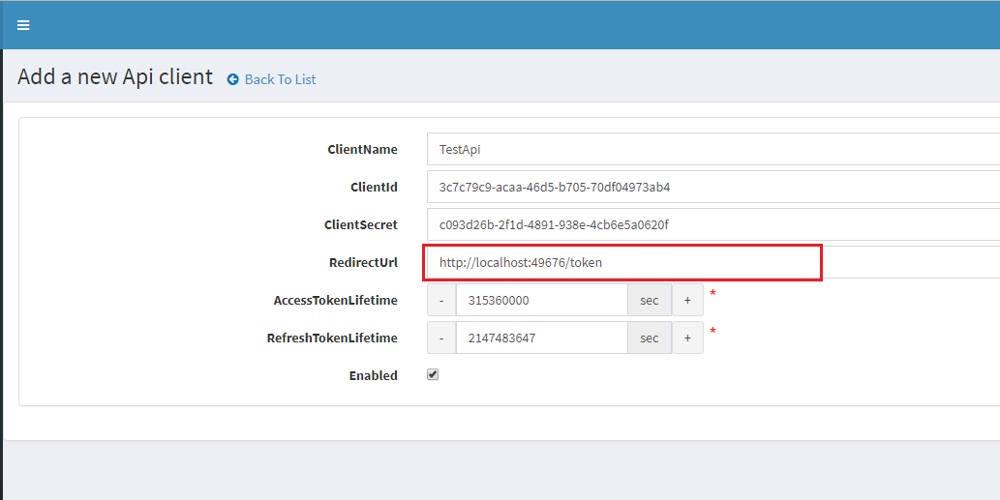 Add a new Api client Back To List
ClientName TestApi
ClientId 3c7c79c9-acaa-46d5-b705-70df04973ab4
ClientSecret c093d26b-2f1d-4891-938e-4cb6e5a0620f
RedirectUrl http://localhost:49676/token
AccessTokenLifetime - 315360000 sec + *
RefreshTokenLifetime - 2147483647 sec + *
Enabled